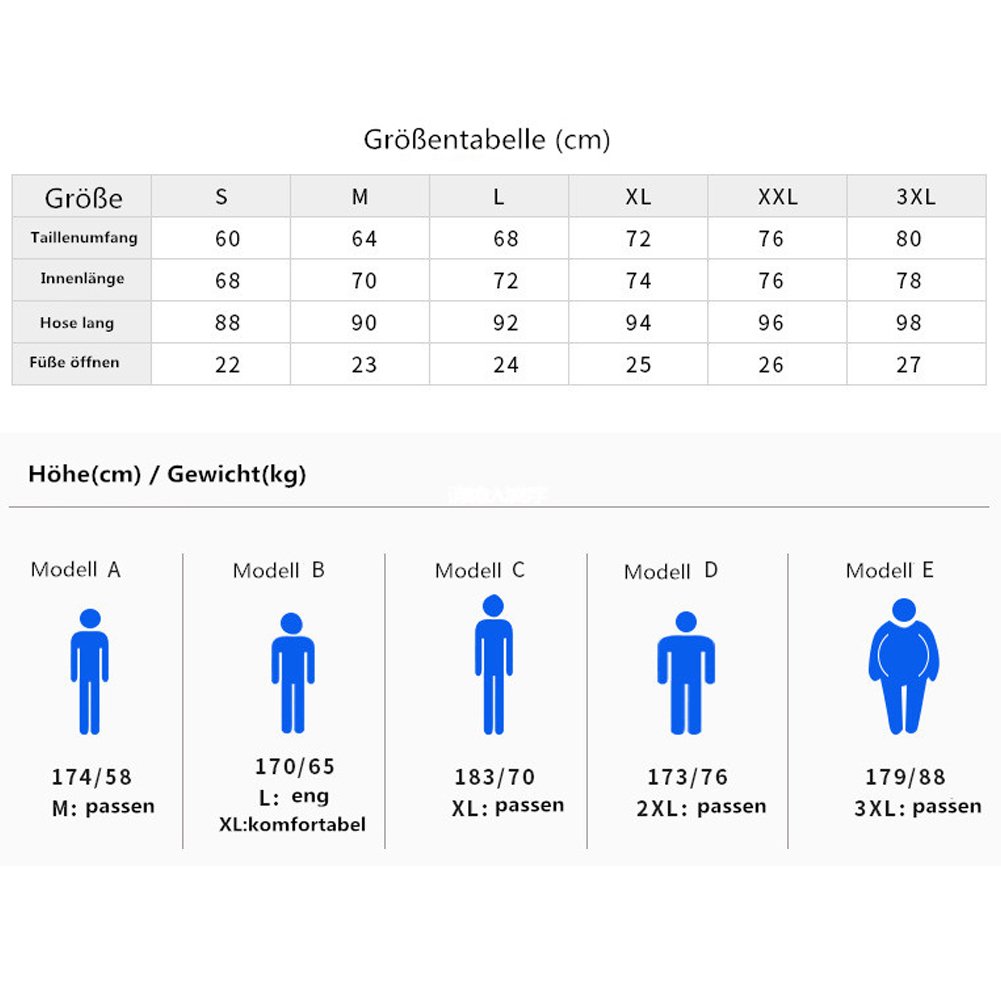 Größentabelle (cm)
Größe S M L XL XXL 3XL
Taillenumfang 60 64 68 72 76 80
Innenlänge 68 70 72 74 76 78
Hose lang 88 90 92 94 96 98
Füße öffnen 22 23 24 25 26 27
Höhe(cm) / Gewicht(kg)
Modell A
174/58
M: passen
Modell B
170/65
L: eng
XL:komfortabel
Modell C
183/70
XL: passen
Modell D
173/76
2XL: passen
Modell E
179/88
3XL: passen